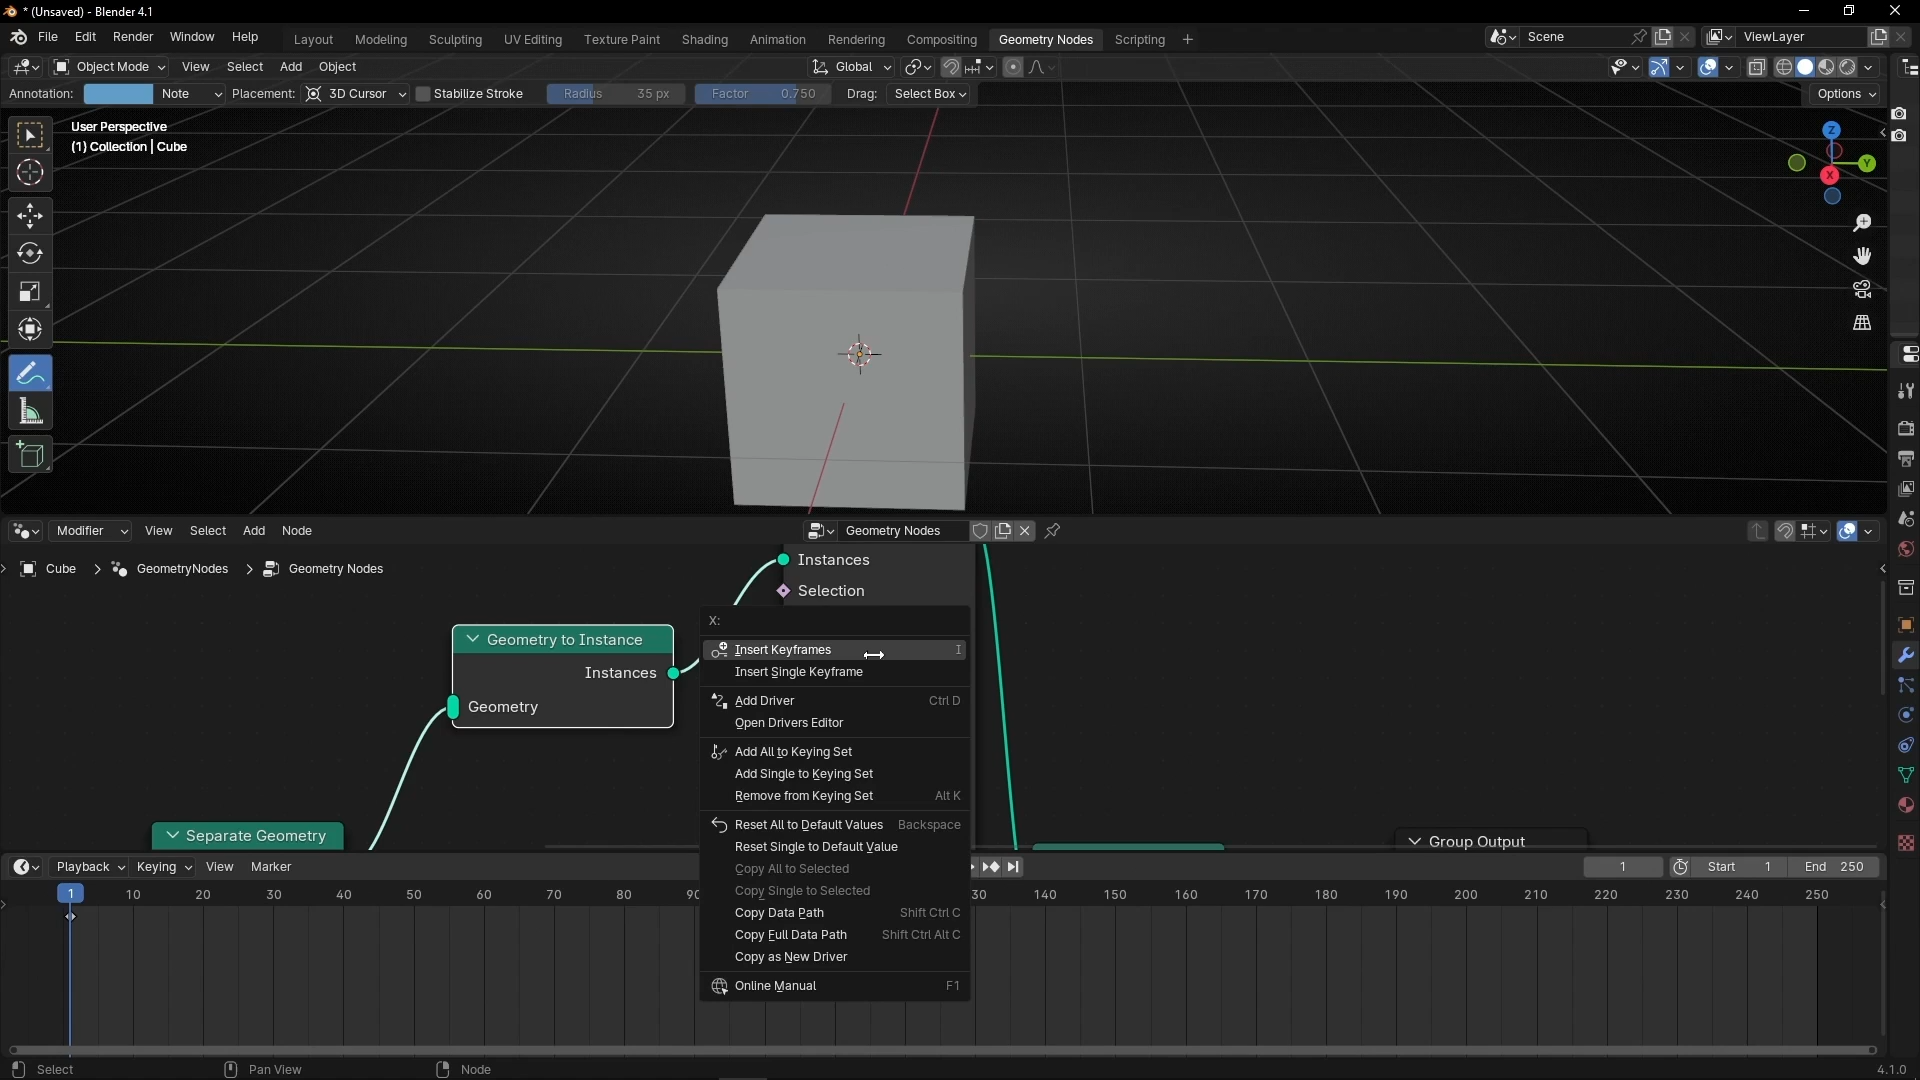 * (Unsaved) - Blender 4.1
File Edit Render Window Help
Layout Modeling Sculpting UV Editing Texture Paint Shading Animation Rendering Compositing Geometry Nodes Scripting +
Scene
ViewLayer
Object Mode View Select Add Object
Global
Annotation: Note Placement: 3D Cursor Stabilize Stroke Radius 35 px Factor 0.750 Drag: Select Box
Options
User Perspective
(1) Collection | Cube
Z
Y
X
Modifier View Select Add Node
Geometry Nodes
Cube > GeometryNodes > Geometry Nodes
Instances
Selection
Geometry to Instance
Instances
Geometry
Separate Geometry
Group Output
X:
Insert Keyframes I
Insert Single Keyframe
Add Driver Ctrl D
Open Drivers Editor
Add All to Keying Set
Add Single to Keying Set
Remove from Keying Set Alt K
Reset All to Default Values Backspace
Reset Single to Default Value
Copy All to Selected
Copy Single to Selected
Copy Data Path Shift Ctrl C
Copy Full Data Path Shift Ctrl Alt C
Copy as New Driver
Online Manual F1
Playback Keying View Marker
1 Start 1 End 250
1 10 20 30 40 50 60 70 80 90 30 140 150 160 170 180 190 200 210 220 230 240 250
Select Pan View Node
4.1.0